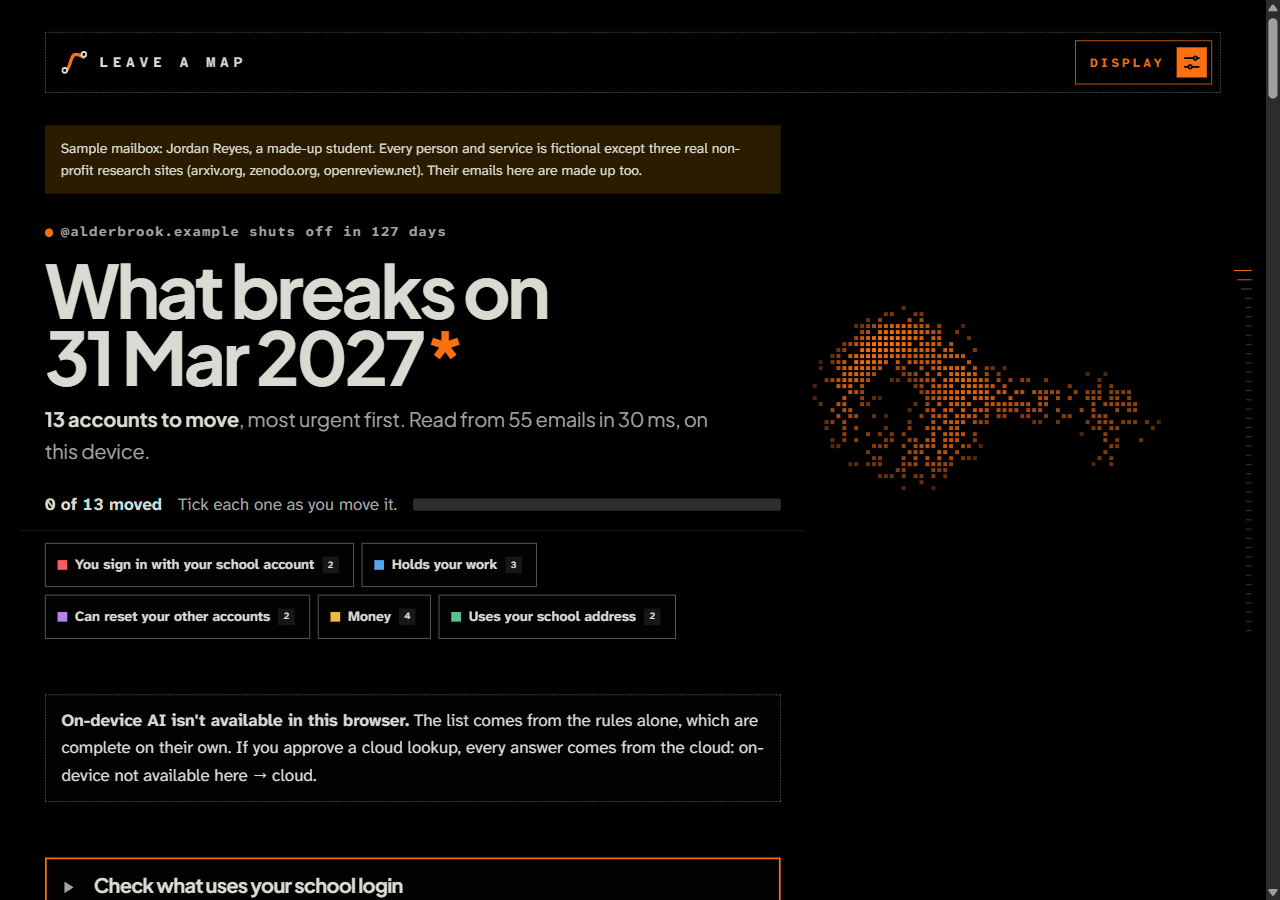 LEAVE A MAP
DISPLAY
Sample mailbox: Jordan Reyes, a made-up student. Every person and service is fictional except three real non-
profit research sites (arxiv.org, zenodo.org, openreview.net). Their emails here are made up too.
@alderbrook.example shuts off in 127 days
What breaks on
31 Mar 2027*
13 accounts to move, most urgent first. Read from 55 emails in 30 ms, on
this device.
0 of 13 moved Tick each one as you move it.
You sign in with your school account 2 Holds your work 3
Can reset your other accounts 2 Money 4 Uses your school address 2
On-device AI isn't available in this browser. The list comes from the rules alone, which are
complete on their own. If you approve a cloud lookup, every answer comes from the cloud: on-
device not available here → cloud.
Check what uses your school login